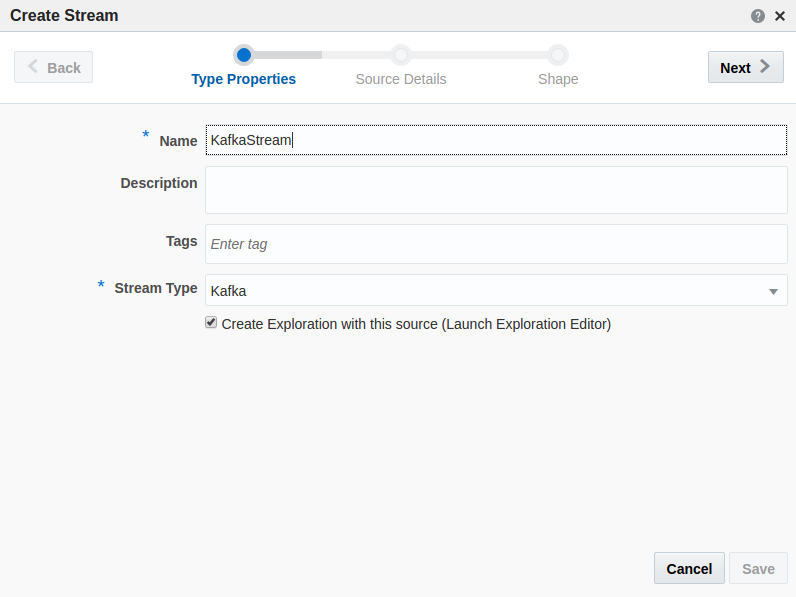 Create Stream
Back
Type Properties
Source Details
Shape
Next
* Name KafkaStream
Description
Tags Enter tag
* Stream Type Kafka
Create Exploration with this source (Launch Exploration Editor)
Cancel Save